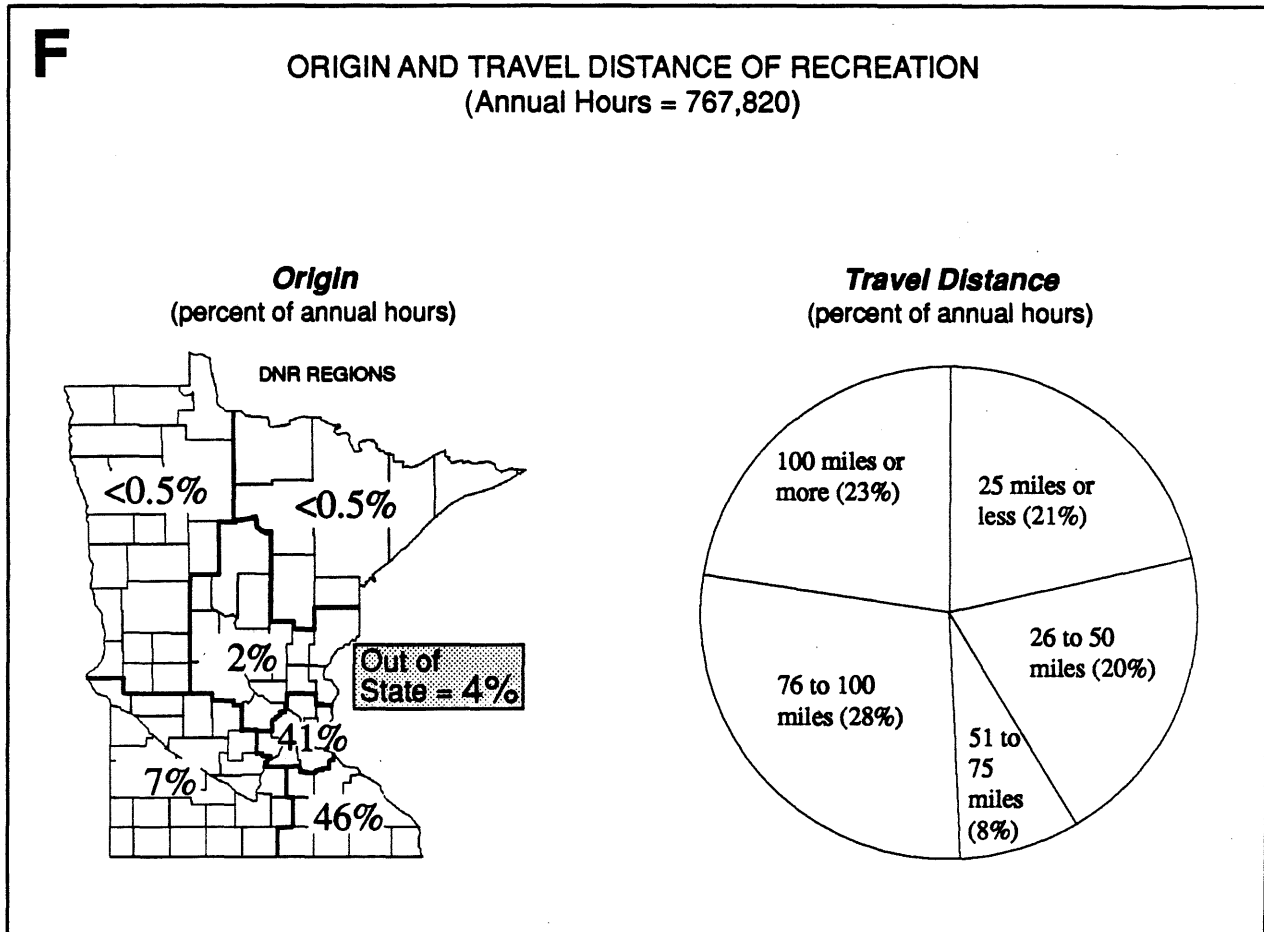 F
ORIGIN AND TRAVEL DISTANCE OF RECREATION
(Annual Hours = 767,820)
Origin
(percent of annual hours)
DNR REGIONS
<0.5%
<0.5%
2%
Out of
State = 4%
41%
7%
46%
Travel Distance
(percent of annual hours)
100 miles or
more (23%)
25 miles or
less (21%)
26 to 50
miles (20%)
76 to 100
miles (28%)
51 to
75
miles
(8%)